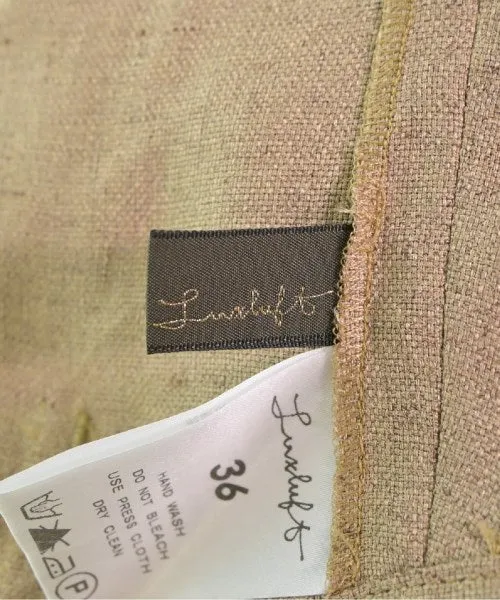 Luxluft
Luxluft
36
HAND WASH
DO NOT BLEACH
USE PRESS CLOTH
DRY CLEAN
P